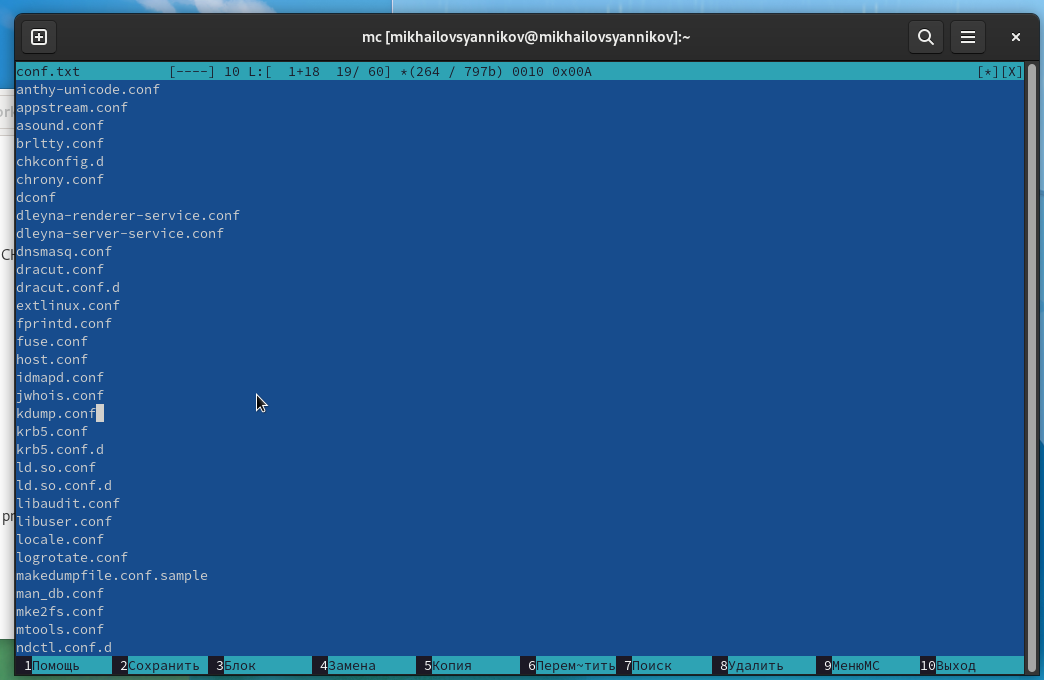 mc [mikhailovsyannikov@mikhailovsyannikov]:~
conf.txt [----] 10 L:[ 1+18 19/ 60] *(264 / 797b) 0010 0x00A [*][X]
anthy-unicode.conf
appstream.conf
asound.conf
brltty.conf
chkconfig.d
chrony.conf
dconf
dleyna-renderer-service.conf
dleyna-server-service.conf
dnsmasq.conf
dracut.conf
dracut.conf.d
extlinux.conf
fprintd.conf
fuse.conf
host.conf
idmapd.conf
jwhois.conf
kdump.conf
krb5.conf
krb5.conf.d
ld.so.conf
ld.so.conf.d
libaudit.conf
libuser.conf
locale.conf
logrotate.conf
makedumpfile.conf.sample
man_db.conf
mke2fs.conf
mtools.conf
ndctl.conf.d
1Помощь 2Сохранить 3Блок 4Замена 5Копия 6Перем~тить 7Поиск 8Удалить 9МенюMC 10Выход